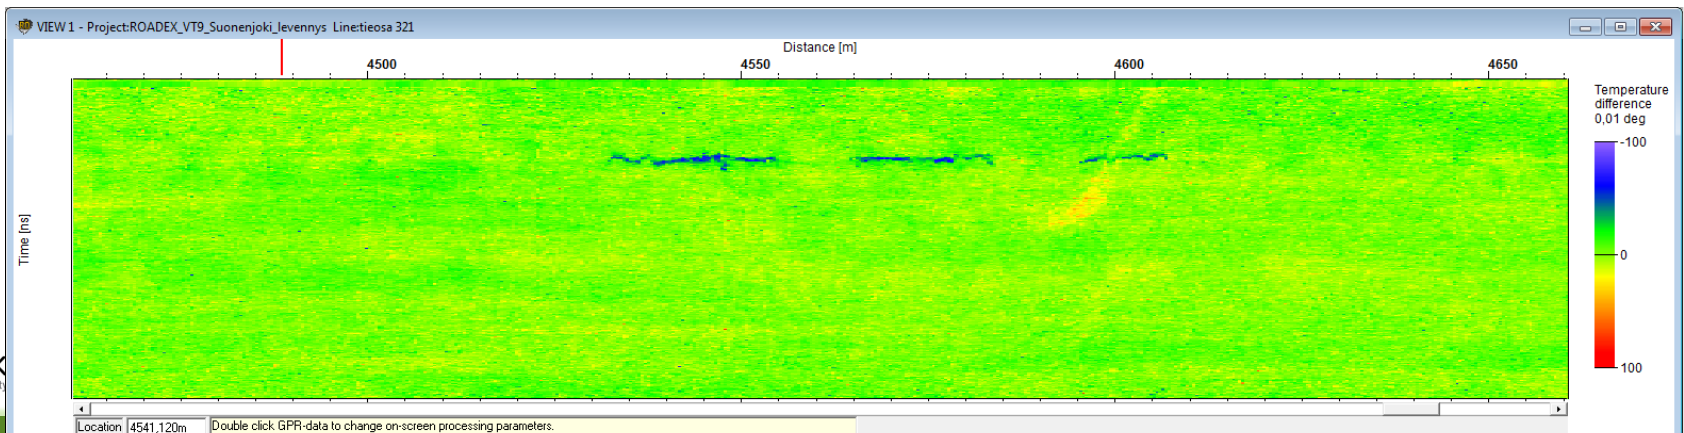 VIEW 1 - Project:ROADEX_VT9_Suonenjoki_levennys Line:tieosa 321
Distance [m]
4500 4550 4600 4650
Temperature
difference
0,01 deg
-100
0
100
Time [ns]
Location 4541,120m Double click GPR-data to change on-screen processing parameters.